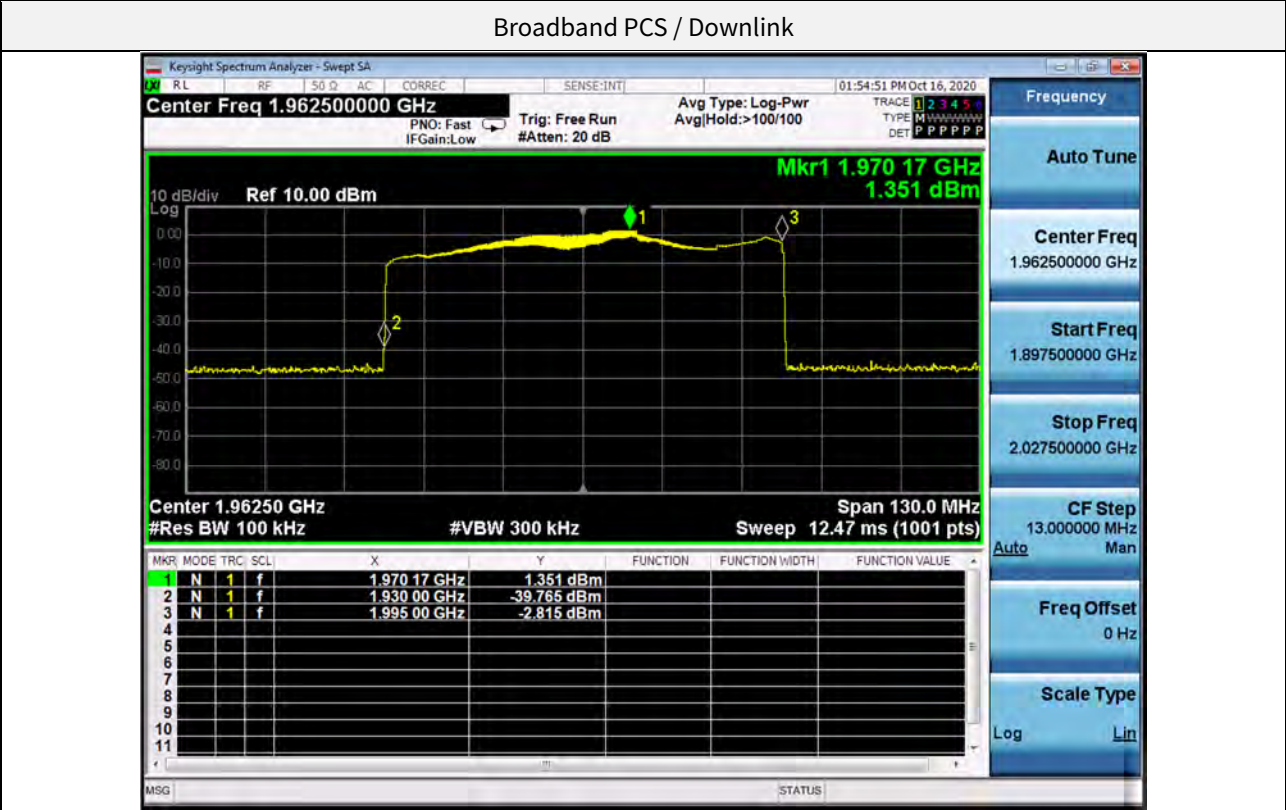 Broadband PCS / Downlink
Keysight Spectrum Analyzer - Swept SA
LXI RL RF 50 Ω AC CORREC SENSE:INT 01:54:51 PM Oct 16, 2020
Center Freq 1.962500000 GHz
PNO: Fast
IFGain:Low
Trig: Free Run
#Atten: 20 dB
Avg Type: Log-Pwr
Avg|Hold:>100/100
TRACE 1 2 3 4 5 6
TYPE M W W W W W
DET P P P P P P
Mkr1 1.970 17 GHz
1.351 dBm
10 dB/div Ref 10.00 dBm
Log
0.00
-10.0
-20.0
-30.0
-40.0
-50.0
-60.0
-70.0
-80.0
1
2
3
Center 1.96250 GHz Span 130.0 MHz
#Res BW 100 kHz #VBW 300 kHz Sweep 12.47 ms (1001 pts)
MKR MODE TRC SCL X Y FUNCTION FUNCTION WIDTH FUNCTION VALUE
1 N 1 f 1.970 17 GHz 1.351 dBm
2 N 1 f 1.930 00 GHz -39.765 dBm
3 N 1 f 1.995 00 GHz -2.815 dBm
4
5
6
7
8
9
10
11
MSG STATUS
Frequency
Auto Tune
Center Freq
1.962500000 GHz
Start Freq
1.897500000 GHz
Stop Freq
2.027500000 GHz
CF Step
13.000000 MHz
Auto Man
Freq Offset
0 Hz
Scale Type
Log Lin